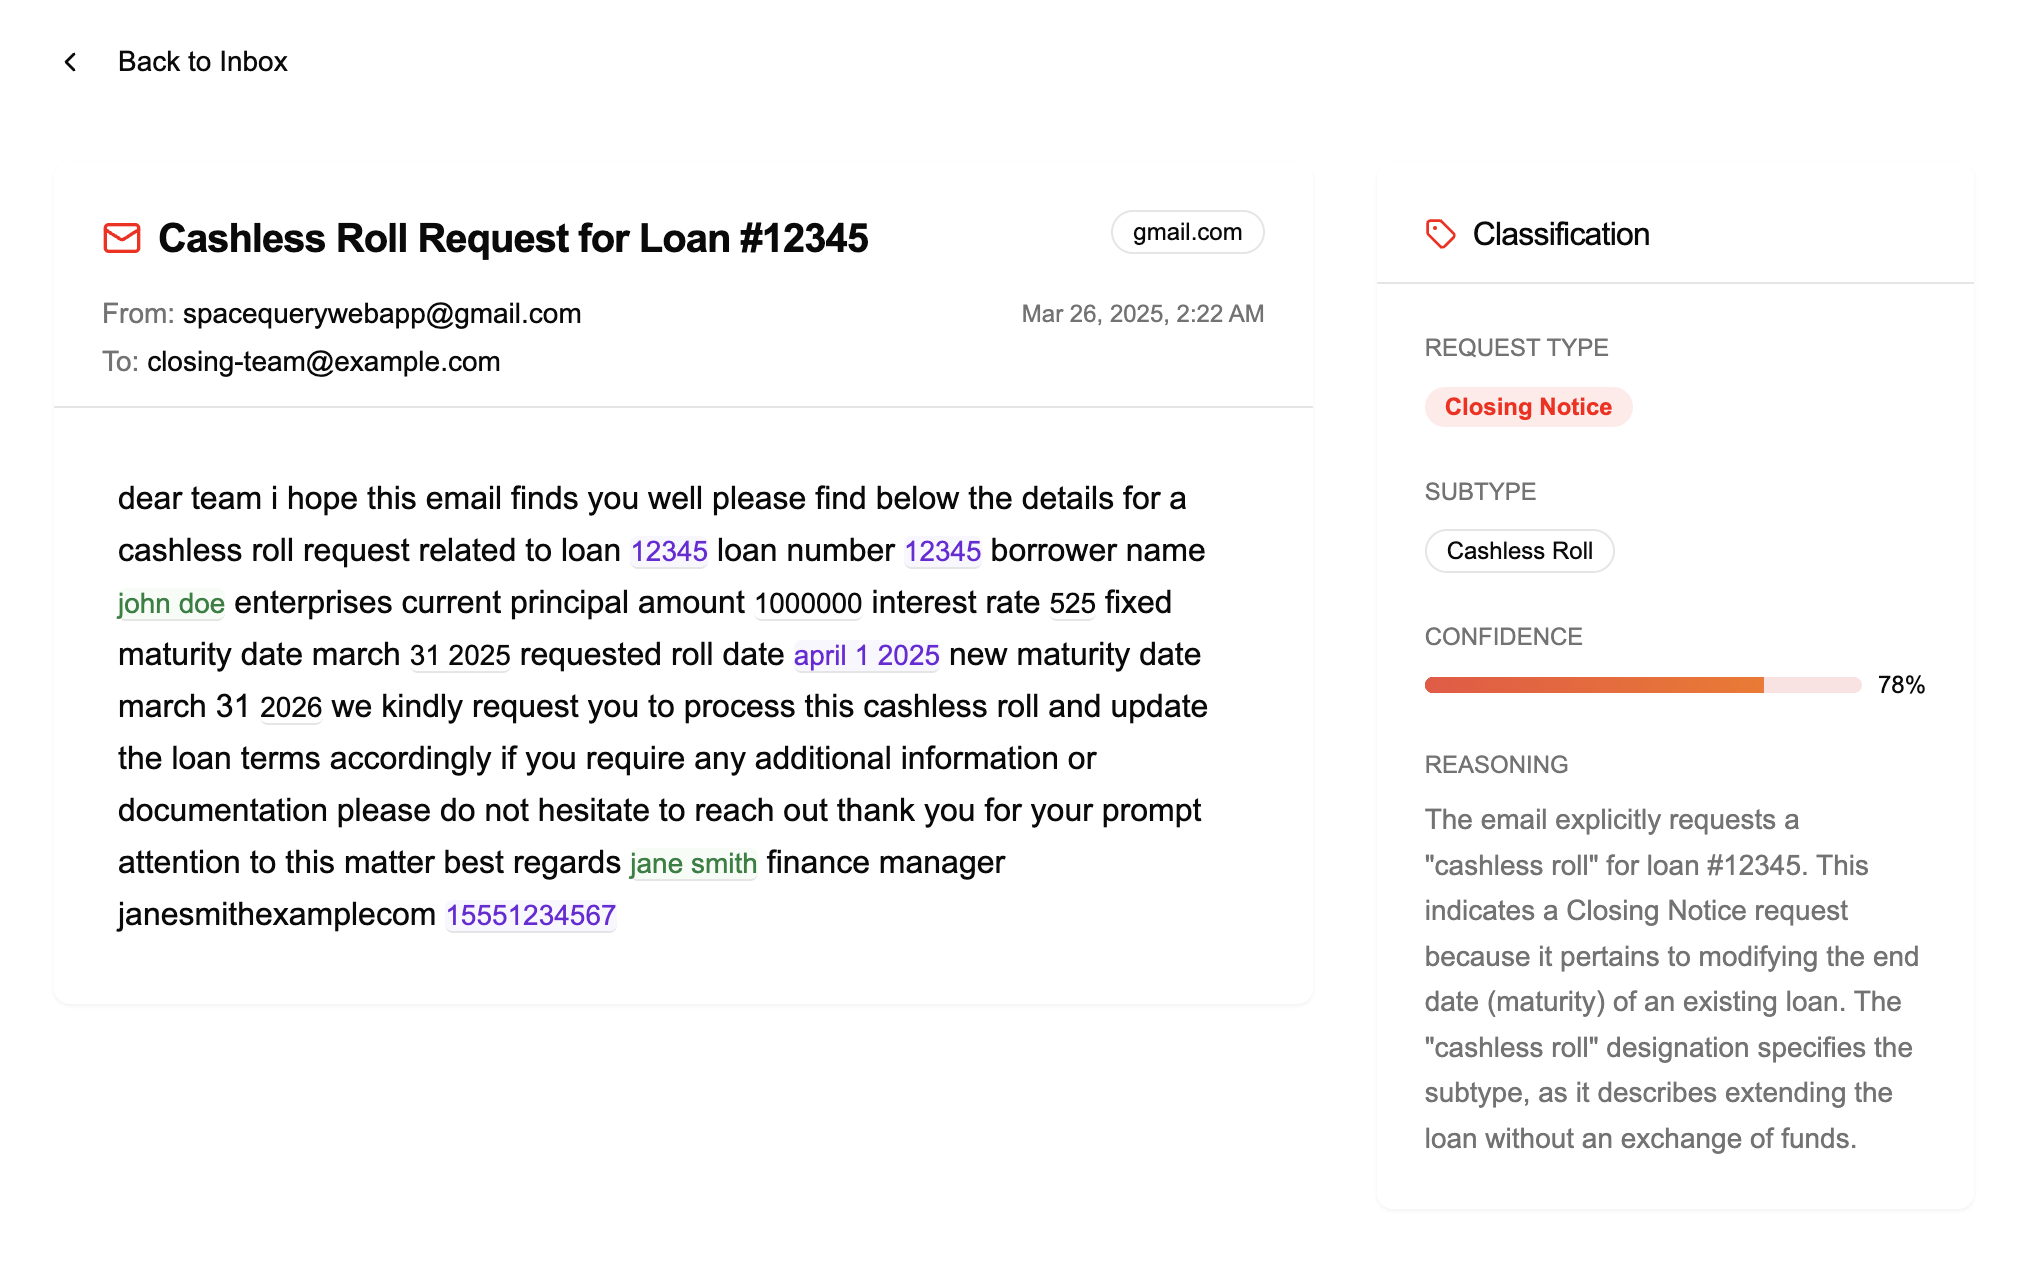 Back to Inbox
Cashless Roll Request for Loan #12345
gmail.com
From: spacequerywebapp@gmail.com
Mar 26, 2025, 2:22 AM
To: closing-team@example.com
dear team i hope this email finds you well please find below the details for a
cashless roll request related to loan 12345 loan number 12345 borrower name
john doe enterprises current principal amount 1000000 interest rate 525 fixed
maturity date march 31 2025 requested roll date april 1 2025 new maturity date
march 31 2026 we kindly request you to process this cashless roll and update
the loan terms accordingly if you require any additional information or
documentation please do not hesitate to reach out thank you for your prompt
attention to this matter best regards jane smith finance manager
janesmithexamplecom 15551234567
Classification
REQUEST TYPE
Closing Notice
SUBTYPE
Cashless Roll
CONFIDENCE
78%
REASONING
The email explicitly requests a
"cashless roll" for loan #12345. This
indicates a Closing Notice request
because it pertains to modifying the end
date (maturity) of an existing loan. The
"cashless roll" designation specifies the
subtype, as it describes extending the
loan without an exchange of funds.